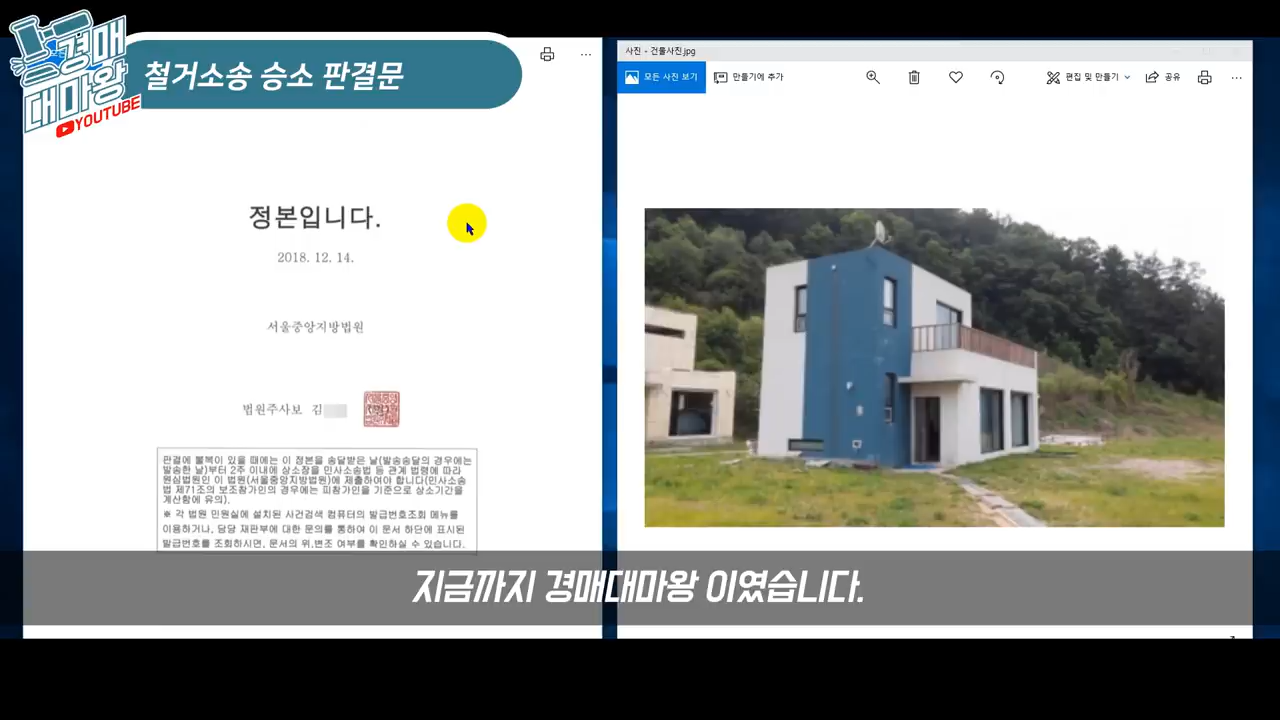 경매
대마왕
YOUTUBE
철거소송 승소 판결문
정본입니다.
2018. 12. 14.
서울중앙지방법원
법원주사보 김
판결에 불복이 있을 때에는 이 정본을 송달받은 날(발송송달의 경우에는
발송한 날)부터 2주 이내에 상소장을 민사소송법 등 관계 법령에 따라
원심법원인 이 법원(서울중앙지방법원)에 제출하여야 합니다(민사소송
법 제71조의 보조참가인의 경우에는 피참가인을 기준으로 상소기간을
계산함에 유의).
※ 각 법원 민원실에 설치된 사건검색 컴퓨터의 발급번호조회 메뉴를
이용하거나, 담당 재판부에 대한 문의를 통하여 이 문서 하단에 표시된
발급번호를 조회하시면, 문서의 위,변조 여부를 확인하실 수 있습니다.
사진 - 건물사진.jpg
모든 사진 보기
만들기에 추가
편집 및 만들기
공유
지금까지 경매대마왕 이였습니다.